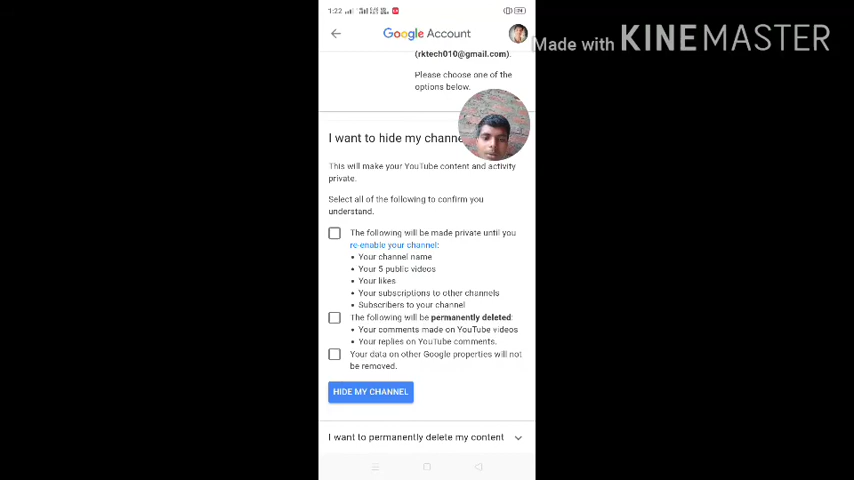 1:22
Google Account
Made with KINEMASTER
(rktech010@gmail.com).
Please choose one of the
options below.
I want to hide my channe
This will make your YouTube content and activity
private.
Select all of the following to confirm you
understand.
The following will be made private until you
re-enable your channel:
• Your channel name
• Your 5 public videos
• Your likes
• Your subscriptions to other channels
• Subscribers to your channel
The following will be permanently deleted:
• Your comments made on YouTube videos
• Your replies on YouTube comments.
Your data on other Google properties will not
be removed.
HIDE MY CHANNEL
I want to permanently delete my content